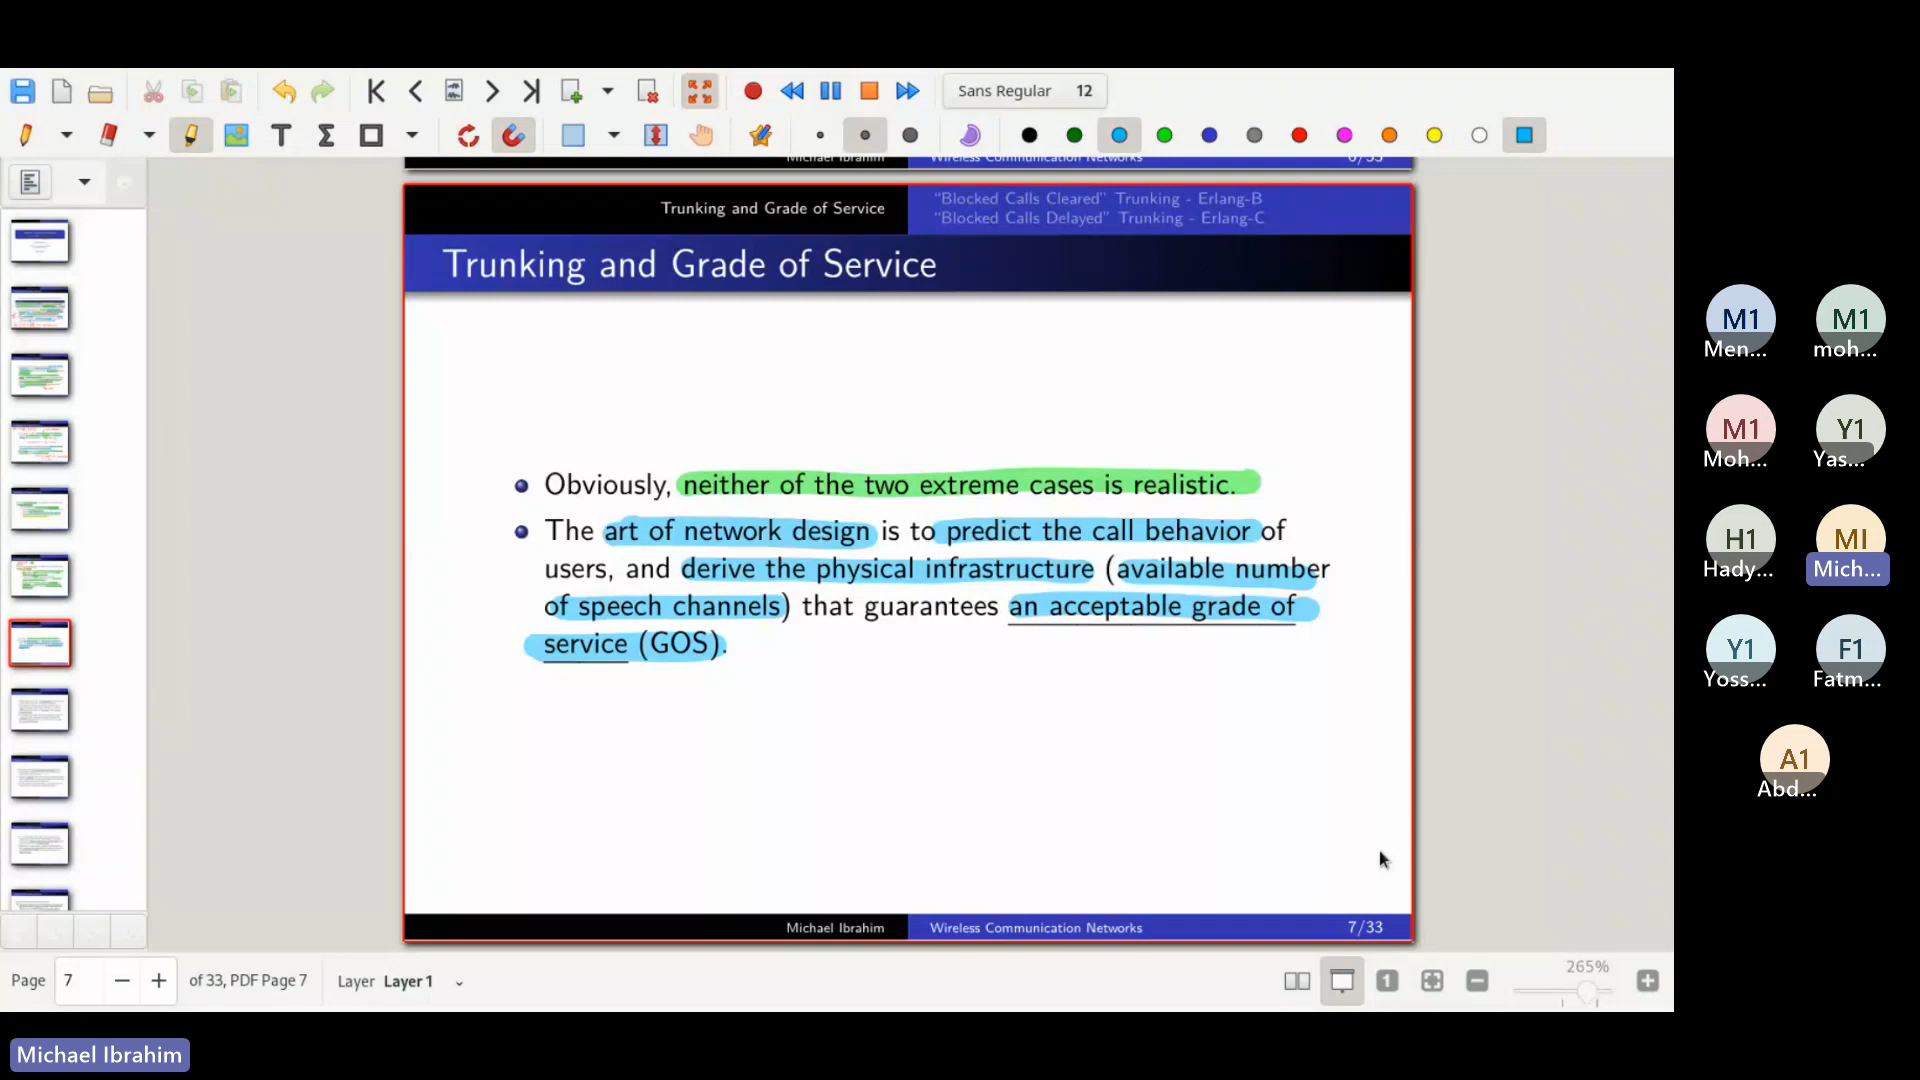 Sans Regular 12
Michael Ibrahim Wireless Communication Networks 6/33
Trunking and Grade of Service
"Blocked Calls Cleared" Trunking - Erlang-B
"Blocked Calls Delayed" Trunking - Erlang-C
Trunking and Grade of Service
Obviously, neither of the two extreme cases is realistic.
The art of network design is to predict the call behavior of
users, and derive the physical infrastructure (available number
of speech channels) that guarantees an acceptable grade of
service (GOS).
Michael Ibrahim Wireless Communication Networks 7/33
Page 7 of 33, PDF Page 7 Layer Layer 1
265%
Michael Ibrahim
M1 M1
Men... moh...
M1 Y1
Moh... Yas...
H1 MI
Hady... Mich...
Y1 F1
Yoss... Fatm...
A1
Abd...